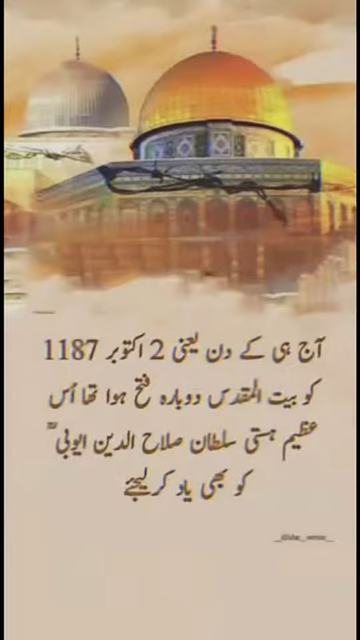 آج ہی کے دن یعنی 2 اکتوبر 1187
کو بیت المقدس دوبارہ فتح ہوا تھا اُس
عظیم ہستی سلطان صلاح الدین ایوبی
کو بھی یاد کر لیجئے